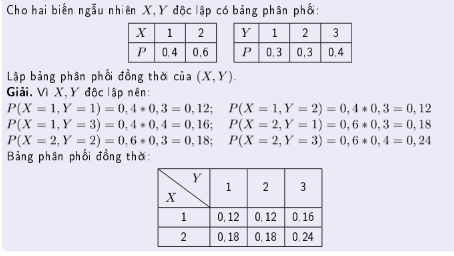 Cho hai biến ngẫu nhiên X, Y độc lập có bảng phân phối:
X 1 2 Y 1 2 3
P 0,4 0,6 P 0,3 0,3 0,4
Lập bảng phân phối đồng thời của (X, Y).
Giải. Vì X, Y độc lập nên:
P(X = 1, Y = 1) = 0,4 * 0,3 = 0,12; P(X = 1, Y = 2) = 0,4 * 0,3 = 0,12
P(X = 1, Y = 3) = 0,4 * 0,4 = 0,16; P(X = 2, Y = 1) = 0,6 * 0,3 = 0,18
P(X = 2, Y = 2) = 0,6 * 0,3 = 0,18; P(X = 2, Y = 3) = 0,6 * 0,4 = 0,24
Bảng phân phối đồng thời:
Y
X 1 2 3
1 0,12 0,12 0,16
2 0,18 0,18 0,24